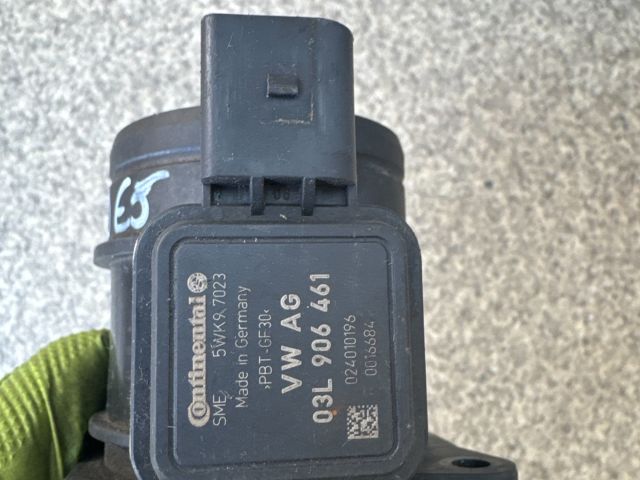 E5
Continental
SME 5WK9 7023
Made in Germany
>PBT-GF30<
VW AG
03L 906 461
024010196
0016684